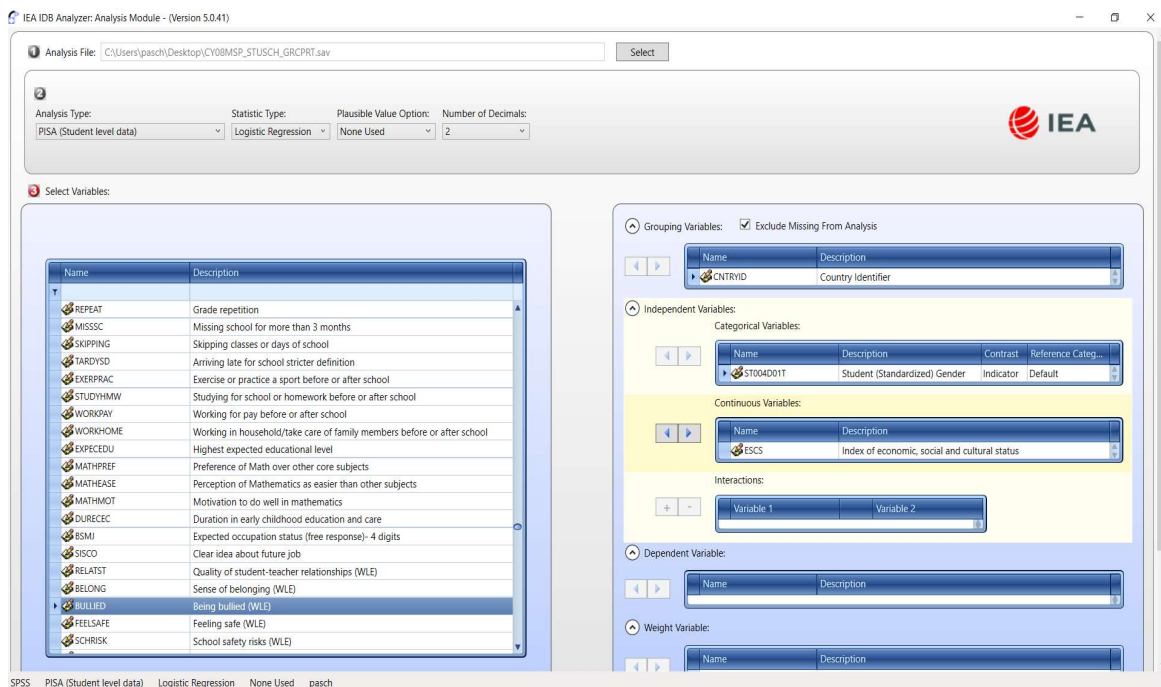 IEA IDB Analyzer: Analysis Module - (Version 5.0.41)
1 Analysis File: C:\Users\pasch\Desktop\CY08MSP_STUSCH_GRCPRT.sav Select
2
Analysis Type: Statistic Type: Plausible Value Option: Number of Decimals:
PISA (Student level data) Logistic Regression None Used 2
IEA
3 Select Variables:
Name Description
REPEAT Grade repetition
MISSSC Missing school for more than 3 months
SKIPPING Skipping classes or days of school
TARDYSD Arriving late for school stricter definition
EXERPRAC Exercise or practice a sport before or after school
STUDYHMW Studying for school or homework before or after school
WORKPAY Working for pay before or after school
WORKHOME Working in household/take care of family members before or after school
EXPECEDU Highest expected educational level
MATHPREF Preference of Math over other core subjects
MATHEASE Perception of Mathematics as easier than other subjects
MATHMOT Motivation to do well in mathematics
DURECEC Duration in early childhood education and care
BSMJ Expected occupation status (free response)- 4 digits
SISCO Clear idea about future job
RELATST Quality of student-teacher relationships (WLE)
BELONG Sense of belonging (WLE)
BULLIED Being bullied (WLE)
FEELSAFE Feeling safe (WLE)
SCHRISK School safety risks (WLE)
Grouping Variables: Exclude Missing From Analysis
Name Description
CNTRYID Country Identifier
Independent Variables:
Categorical Variables:
Name Description Contrast Reference Categ...
ST004D01T Student (Standardized) Gender Indicator Default
Continuous Variables:
Name Description
ESCS Index of economic, social and cultural status
Interactions:
+ - Variable 1 Variable 2
Dependent Variable:
Name Description
Weight Variable:
Name Description
SPSS PISA (Student level data) Logistic Regression None Used pasch